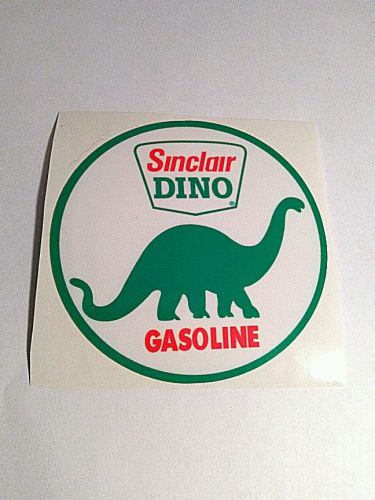 Sinclair
DINO
®
GASOLINE